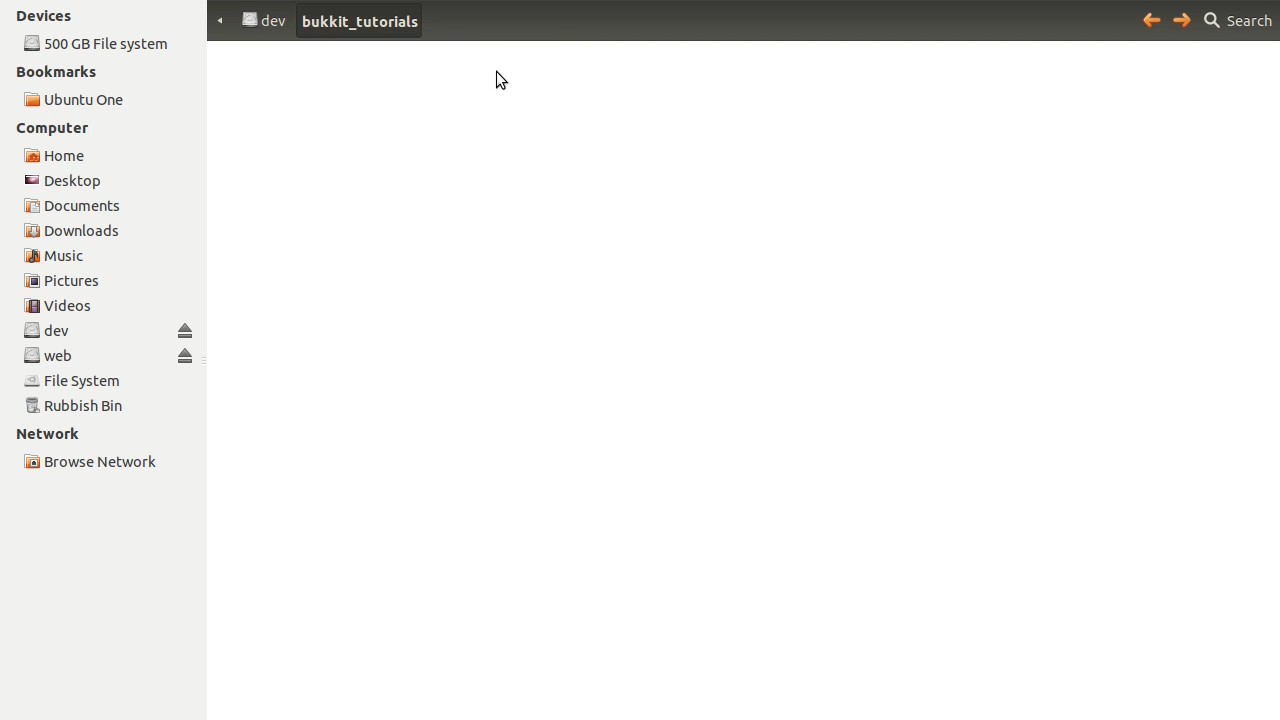 Devices
500 GB File system
Bookmarks
Ubuntu One
Computer
Home
Desktop
Documents
Downloads
Music
Pictures
Videos
dev
web
File System
Rubbish Bin
Network
Browse Network
dev bukkit_tutorials Search